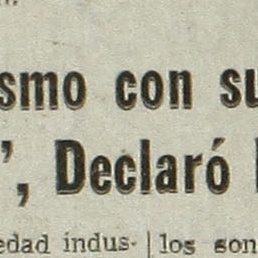 smo con su
”, Declaró
edad indus-
los son